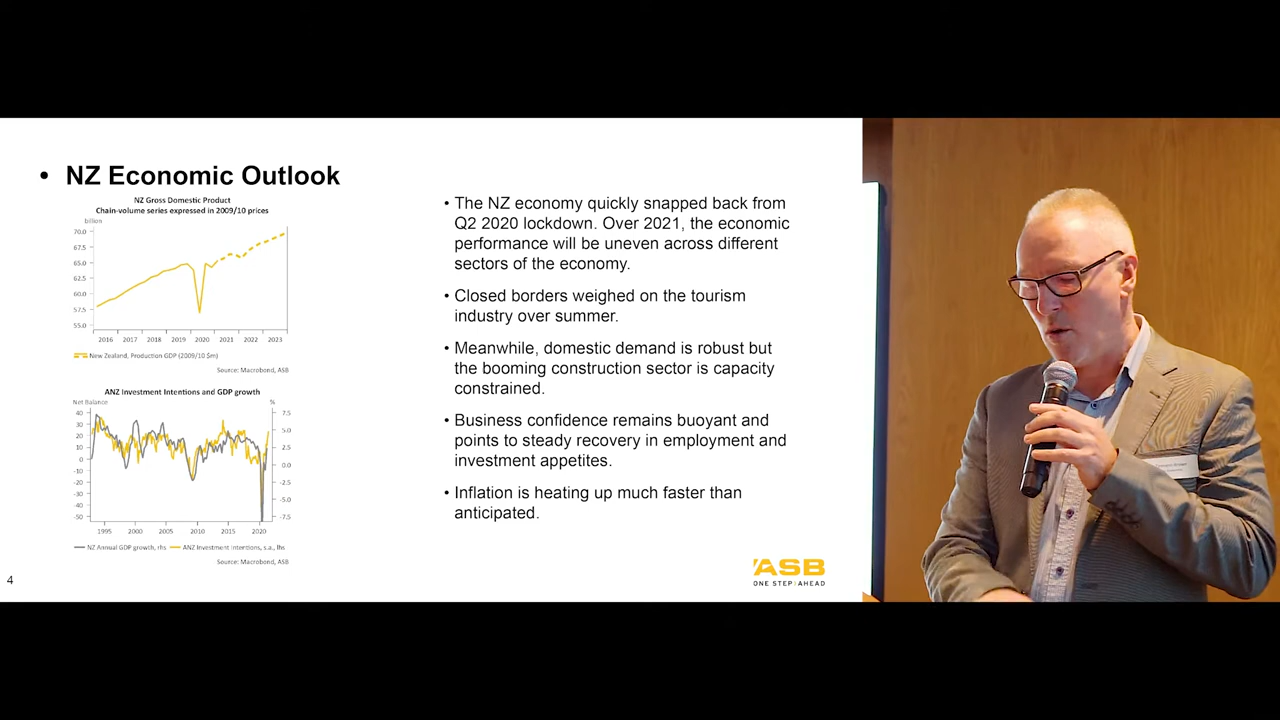 • NZ Economic Outlook
NZ Gross Domestic Product
Chain-volume series expressed in 2009/10 prices
billion
70.0
67.5
65.0
62.5
60.0
57.5
55.0
2016 2017 2018 2019 2020 2021 2022 2023
New Zealand, Production GDP (2009/10 $m)
Source: Macrobond, ASB
ANZ Investment Intentions and GDP growth
Net Balance %
40 7.5
30
20 5.0
10 2.5
0 0.0
-10
-20 -2.5
-30
-40 -5.0
-50 -7.5
1995 2000 2005 2010 2015 2020
NZ Annual GDP growth, rhs ANZ Investment Intentions, s.a., lhs
Source: Macrobond, ASB
4
• The NZ economy quickly snapped back from
Q2 2020 lockdown. Over 2021, the economic
performance will be uneven across different
sectors of the economy.
• Closed borders weighed on the tourism
industry over summer.
• Meanwhile, domestic demand is robust but
the booming construction sector is capacity
constrained.
• Business confidence remains buoyant and
points to steady recovery in employment and
investment appetites.
• Inflation is heating up much faster than
anticipated.
ASB
ONE STEP AHEAD